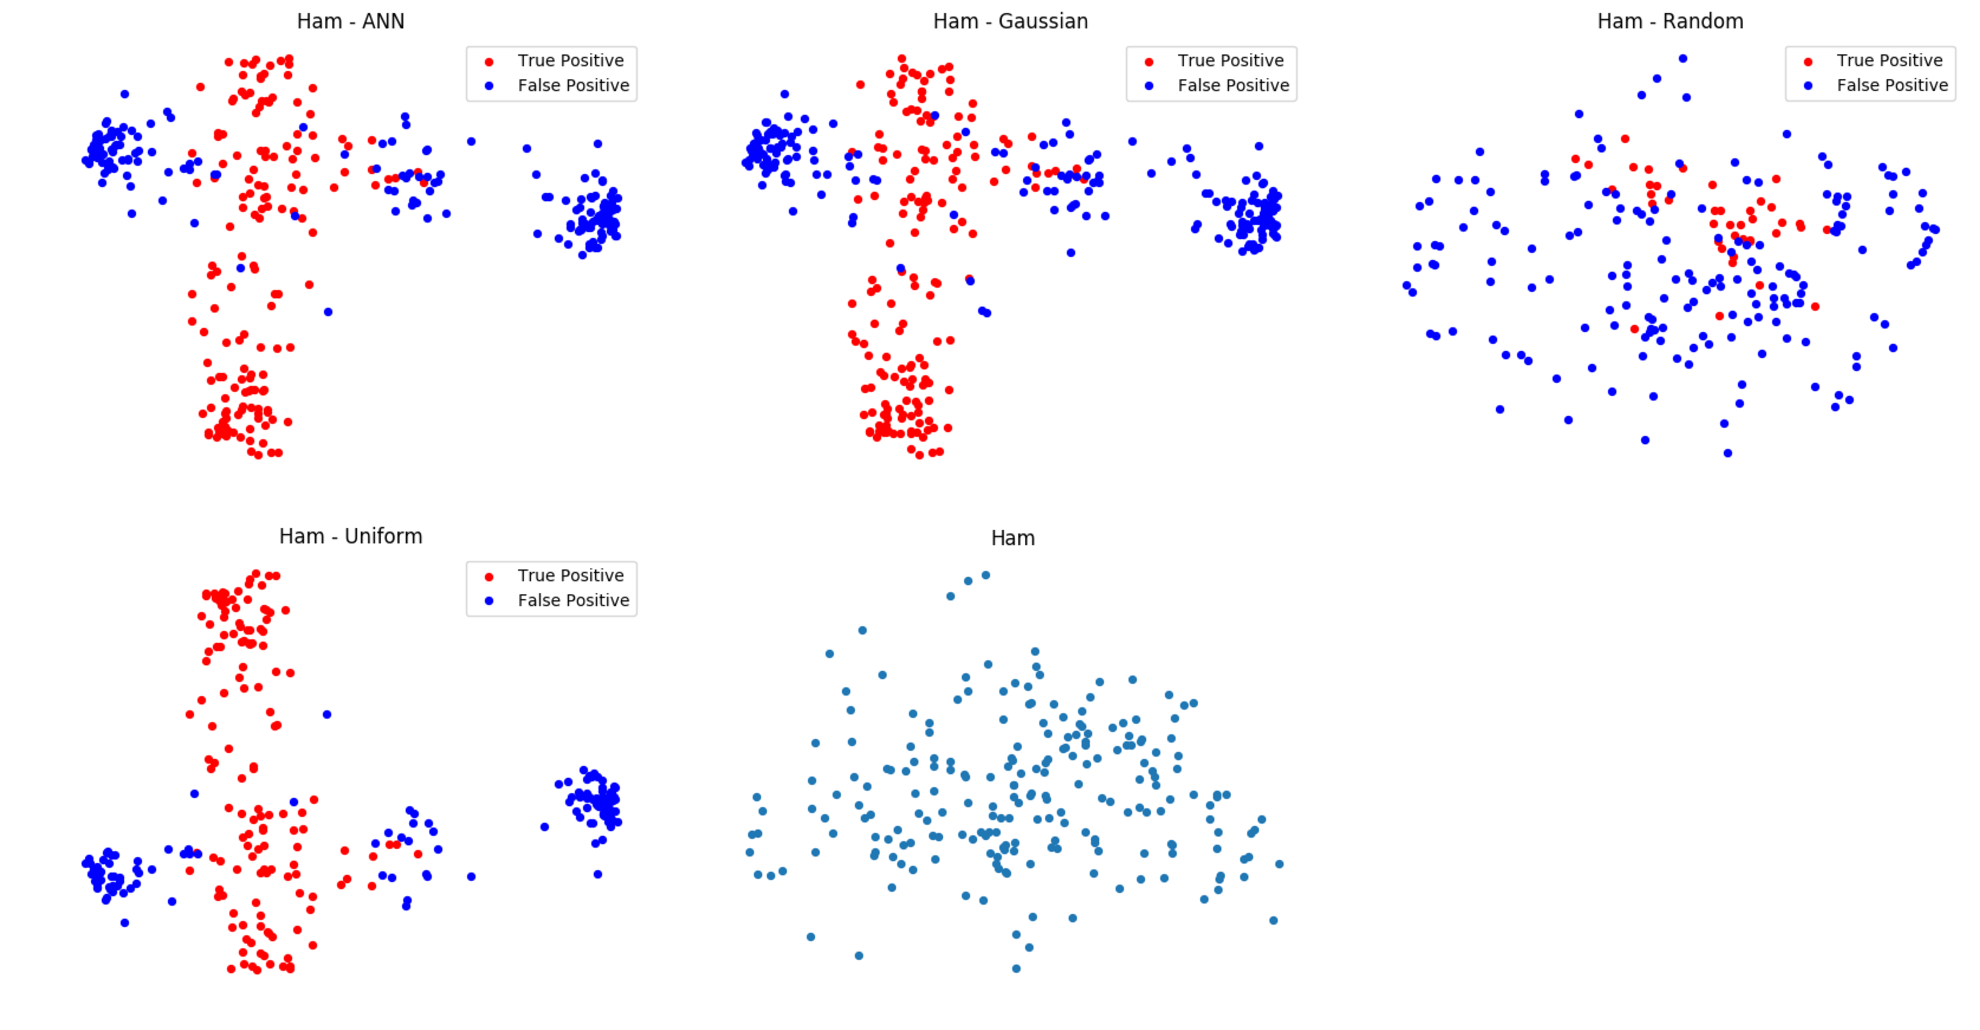 Ham - ANN
True Positive
False Positive
Ham - Gaussian
True Positive
False Positive
Ham - Random
True Positive
False Positive
Ham - Uniform
True Positive
False Positive
Ham